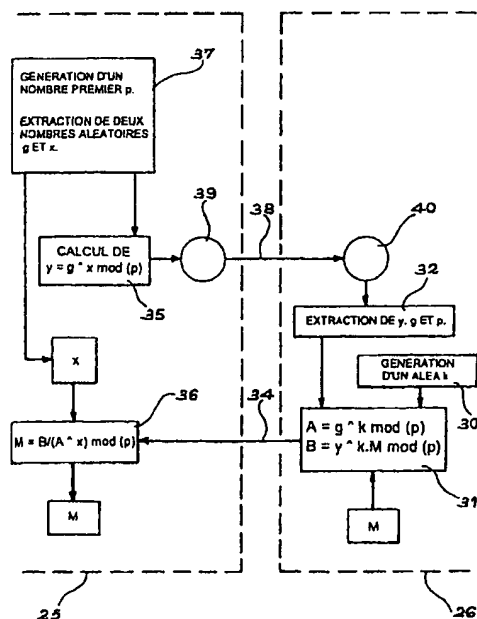 37
GENERATION D'UN
NOMBRE PREMIER p.
EXTRACTION DE DEUX
NOMBRES ALEATOIRES
g ET x.
39
38
40
CALCUL DE
y = g ^ x mod (p)
35
32
EXTRACTION DE y, g ET p.
GENERATION
D'UN ALEA k
30
x
36
34
M = B/(A ^ x) mod (p)
A = g ^ k mod (p)
B = y ^ k.M mod (p)
31
M
M
25
26